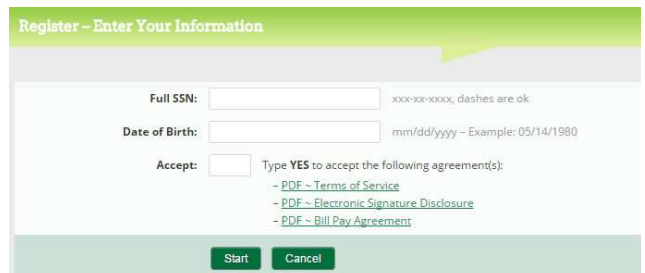 Register – Enter Your Information
Full SSN: xxx-xx-xxxx, dashes are ok
Date of Birth: mm/dd/yyyy – Example: 05/14/1980
Accept: Type YES to accept the following agreement(s):
– PDF ~ Terms of Service
– PDF ~ Electronic Signature Disclosure
– PDF ~ Bill Pay Agreement
Start Cancel